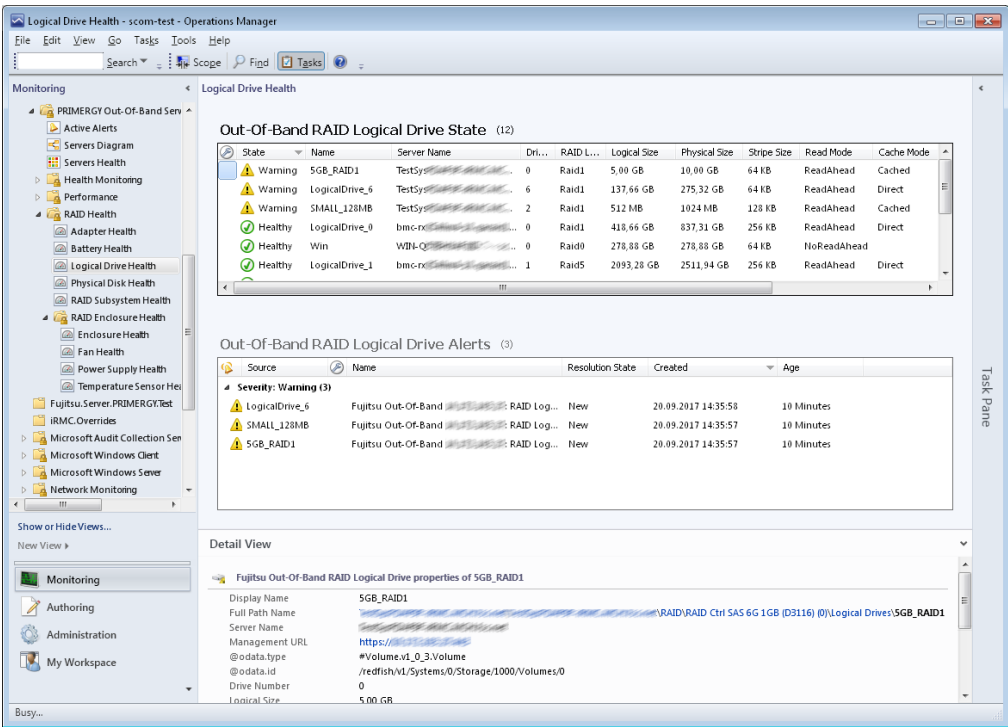 Logical Drive Health - scom-test - Operations Manager
File Edit View Go Tasks Tools Help
Search Scope Find Tasks
Monitoring
PRIMERGY Out-Of-Band Serv
Active Alerts
Servers Diagram
Servers Health
Health Monitoring
Performance
RAID Health
Adapter Health
Battery Health
Logical Drive Health
Physical Disk Health
RAID Subsystem Health
RAID Enclosure Health
Enclosure Health
Fan Health
Power Supply Health
Temperature Sensor Hea
Fujitsu.Server.PRIMERGY.Test
iRMC.Overrides
Microsoft Audit Collection Serv
Microsoft Windows Client
Microsoft Windows Server
Network Monitoring
Show or Hide Views...
New View
Monitoring
Authoring
Administration
My Workspace
Logical Drive Health
Out-Of-Band RAID Logical Drive State (12)
State Name Server Name Dri... RAID L... Logical Size Physical Size Stripe Size Read Mode Cache Mode
Warning 5GB_RAID1 TestSys ... 0 Raid1 5,00 GB 10,00 GB 64 KB ReadAhead Cached
Warning LogicalDrive_6 TestSys ... 6 Raid1 137,66 GB 275,32 GB 64 KB ReadAhead Direct
Warning SMALL_128MB TestSys ... 2 Raid1 512 MB 1024 MB 128 KB ReadAhead Cached
Healthy LogicalDrive_0 bmc-rx ... 0 Raid1 418,66 GB 837,31 GB 256 KB ReadAhead Direct
Healthy Win WIN-Q ... 0 Raid0 278,88 GB 278,88 GB 64 KB NoReadAhead
Healthy LogicalDrive_1 bmc-rx ... 1 Raid5 2093,28 GB 2511,94 GB 256 KB ReadAhead Direct
Out-Of-Band RAID Logical Drive Alerts (3)
Source Name Resolution State Created Age
Severity: Warning (3)
LogicalDrive_6 Fujitsu Out-Of-Band : RAID Log... New 20.09.2017 14:35:58 10 Minutes
SMALL_128MB Fujitsu Out-Of-Band : RAID Log... New 20.09.2017 14:35:57 10 Minutes
5GB_RAID1 Fujitsu Out-Of-Band : RAID Log... New 20.09.2017 14:35:57 10 Minutes
Detail View
Fujitsu Out-Of-Band RAID Logical Drive properties of 5GB_RAID1
Display Name 5GB_RAID1
Full Path Name \RAID\RAID Ctrl SAS 6G 1GB (D3116) (0)\Logical Drives\5GB_RAID1
Server Name
Management URL https://
@odata.type #Volume.v1_0_3.Volume
@odata.id /redfish/v1/Systems/0/Storage/1000/Volumes/0
Drive Number 0
Logical Size 5,00 GB
Task Pane
Busy...